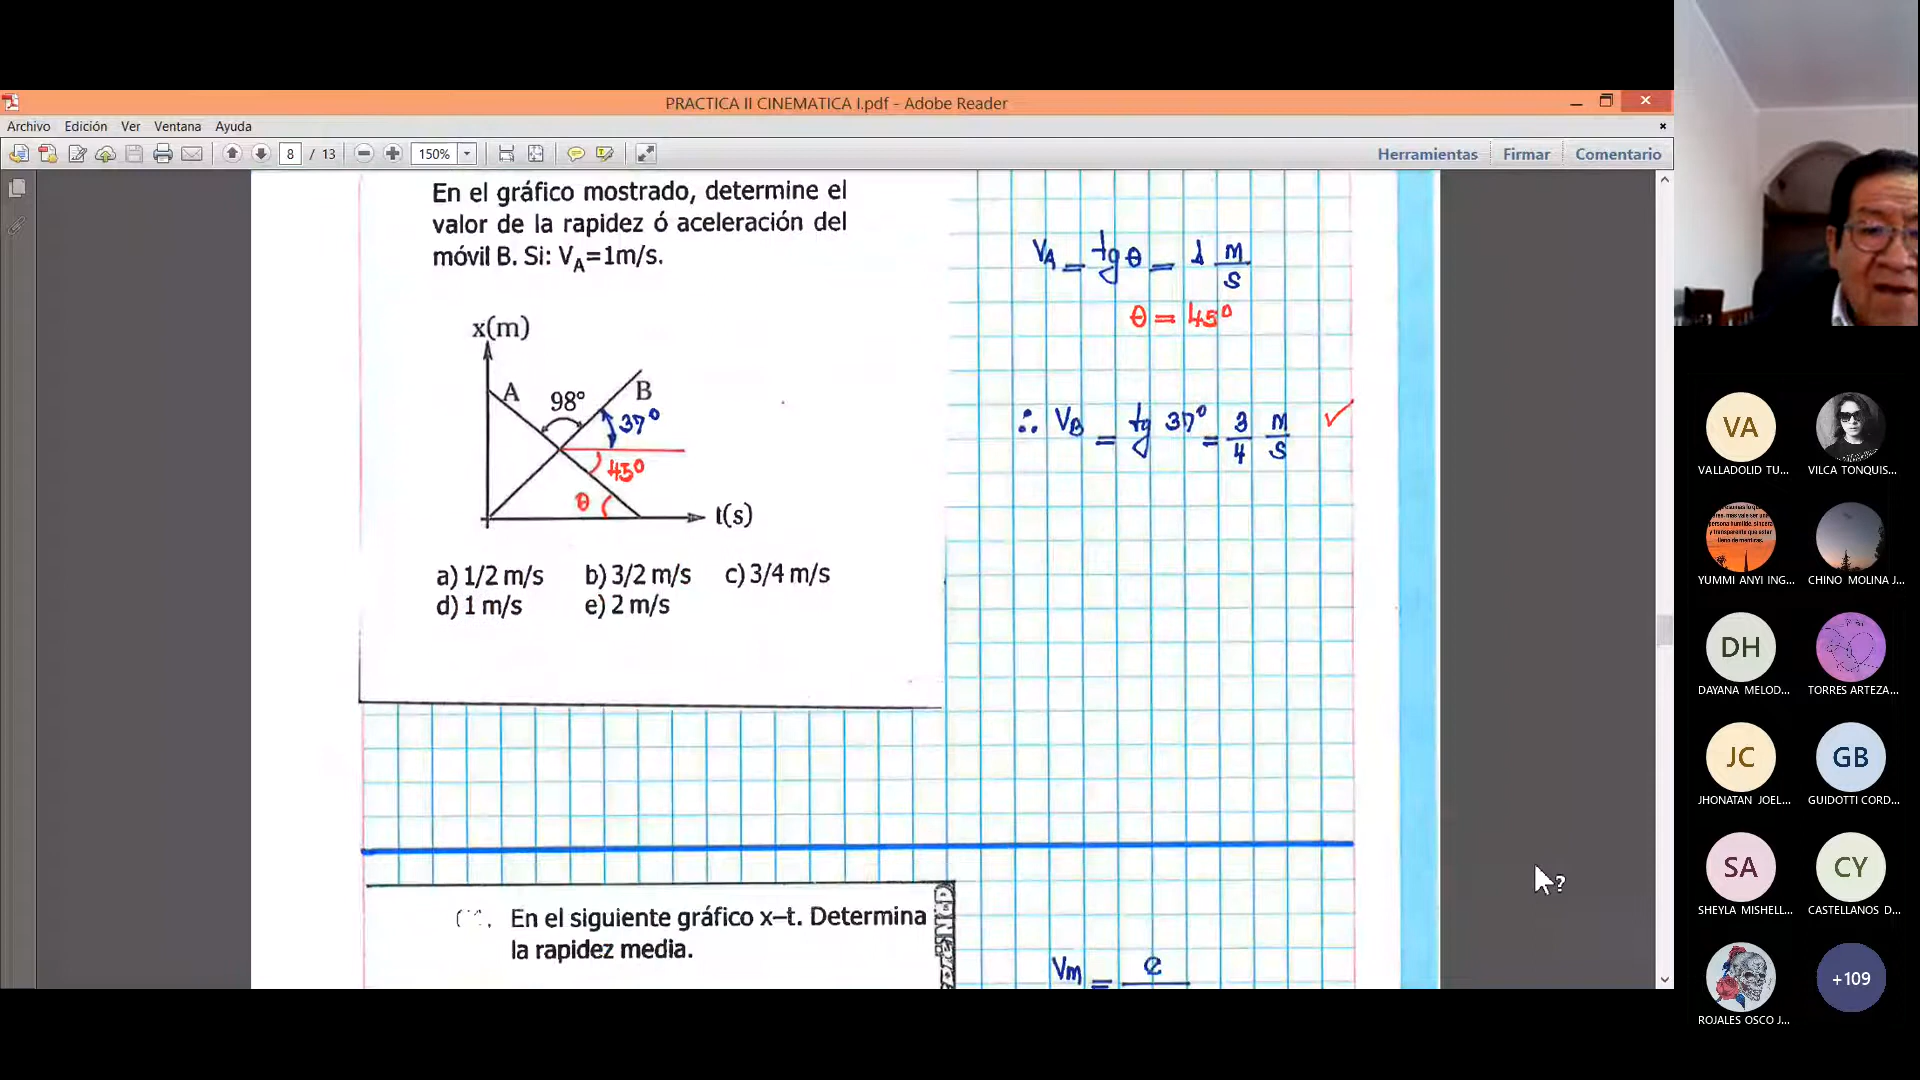 PRACTICA II CINEMATICA I.pdf - Adobe Reader
Archivo Edición Ver Ventana Ayuda
8 / 13 150% Herramientas Firmar Comentario
En el gráfico mostrado, determine el
valor de la rapidez ó aceleración del
móvil B. Si: VA=1m/s.
x(m)
A
98°
B
37°
45°
θ
t(s)
a) 1/2 m/s b) 3/2 m/s c) 3/4 m/s
d) 1 m/s e) 2 m/s
VA = tg θ = 1 m/s
θ = 45°
∴ VB = tg 37° = 3/4 m/s ✓
En el siguiente gráfico x–t. Determina
la rapidez media.
Vm = e
VA
VALLADOLID TU...
VILCA TONQUIS...
YUMMI ANYI ING...
CHINO MOLINA J...
DH
DAYANA MELOD...
TORRES ARTEZA...
JC
JHONATAN JOEL...
GB
GUIDOTTI CORD...
SA
SHEYLA MISHELL...
CY
CASTELLANOS D...
ROJALES OSCO J...
+109